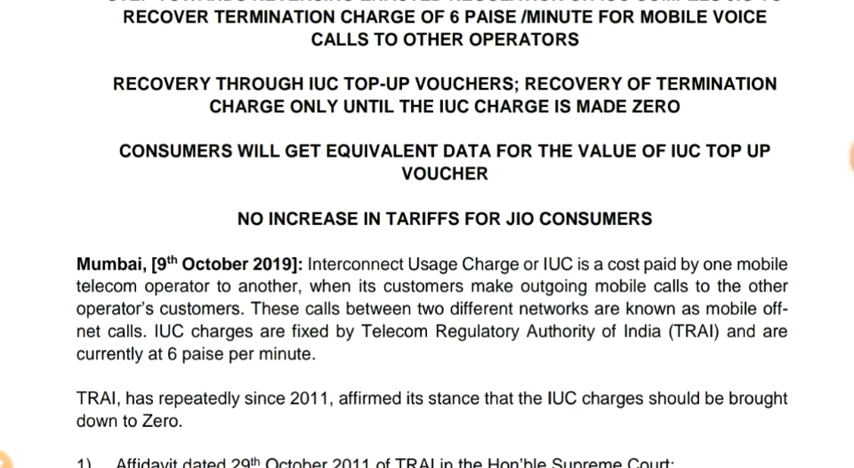 RECOVER TERMINATION CHARGE OF 6 PAISE /MINUTE FOR MOBILE VOICE
CALLS TO OTHER OPERATORS
RECOVERY THROUGH IUC TOP-UP VOUCHERS; RECOVERY OF TERMINATION
CHARGE ONLY UNTIL THE IUC CHARGE IS MADE ZERO
CONSUMERS WILL GET EQUIVALENT DATA FOR THE VALUE OF IUC TOP UP
VOUCHER
NO INCREASE IN TARIFFS FOR JIO CONSUMERS
Mumbai, [9th October 2019]: Interconnect Usage Charge or IUC is a cost paid by one mobile
telecom operator to another, when its customers make outgoing mobile calls to the other
operator's customers. These calls between two different networks are known as mobile off-
net calls. IUC charges are fixed by Telecom Regulatory Authority of India (TRAI) and are
currently at 6 paise per minute.
TRAI, has repeatedly since 2011, affirmed its stance that the IUC charges should be brought
down to Zero.
1) Affidavit dated 29th October 2011 of TRAI in the Hon'ble Supreme Court: